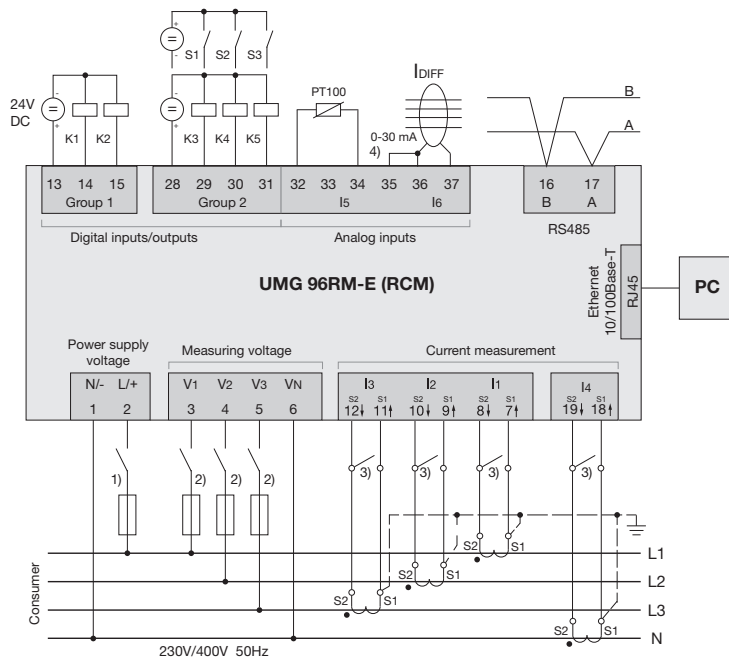 S1 S2 S3
24V
DC
K1 K2
K3 K4 K5
PT100
IDIFF
0-30 mA
4)
B
A
13 14 15
Group 1
28 29 30 31
Group 2
32 33 34 35 36 37
I5 I6
16 17
B A
Digital inputs/outputs
Analog inputs
RS485
UMG 96RM-E (RCM)
Ethernet
10/100Base-T
RJ45
PC
Power supply
voltage
Measuring voltage
Current measurement
N/- L/+
1 2
V1 V2 V3 VN
3 4 5 6
I3 I2 I1
S2 S1 S2 S1 S2 S1
12↓ 11↑ 10↓ 9↑ 8↓ 7↑
I4
S2 S1
19↓ 18↑
1) 2) 2) 2)
3) 3) 3) 3)
Consumer
S2 S1
L1
S2 S1
L2
S2 S1
L3
S2 S1
N
230V/400V 50Hz